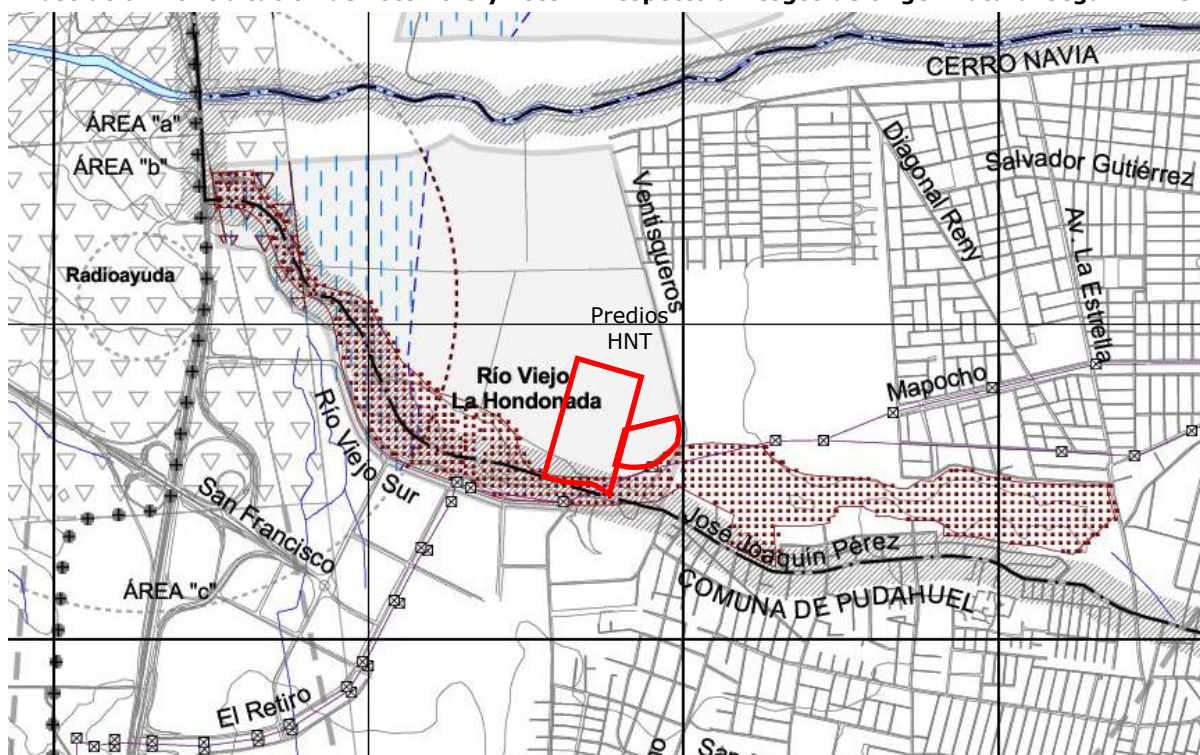 CERRO NAVIA
ÁREA "a"
ÁREA "b"
Diagonal Reny
Salvador Gutiérrez
Ventisqueros
Av. La Estrella
Radioayuda
Predios
HNT
Río Viejo
La Hondonada
Mapocho
Río Viejo Sur
San Francisco
José Joaquín Pérez
ÁREA "c"
COMUNA DE PUDAHUEL
El Retiro